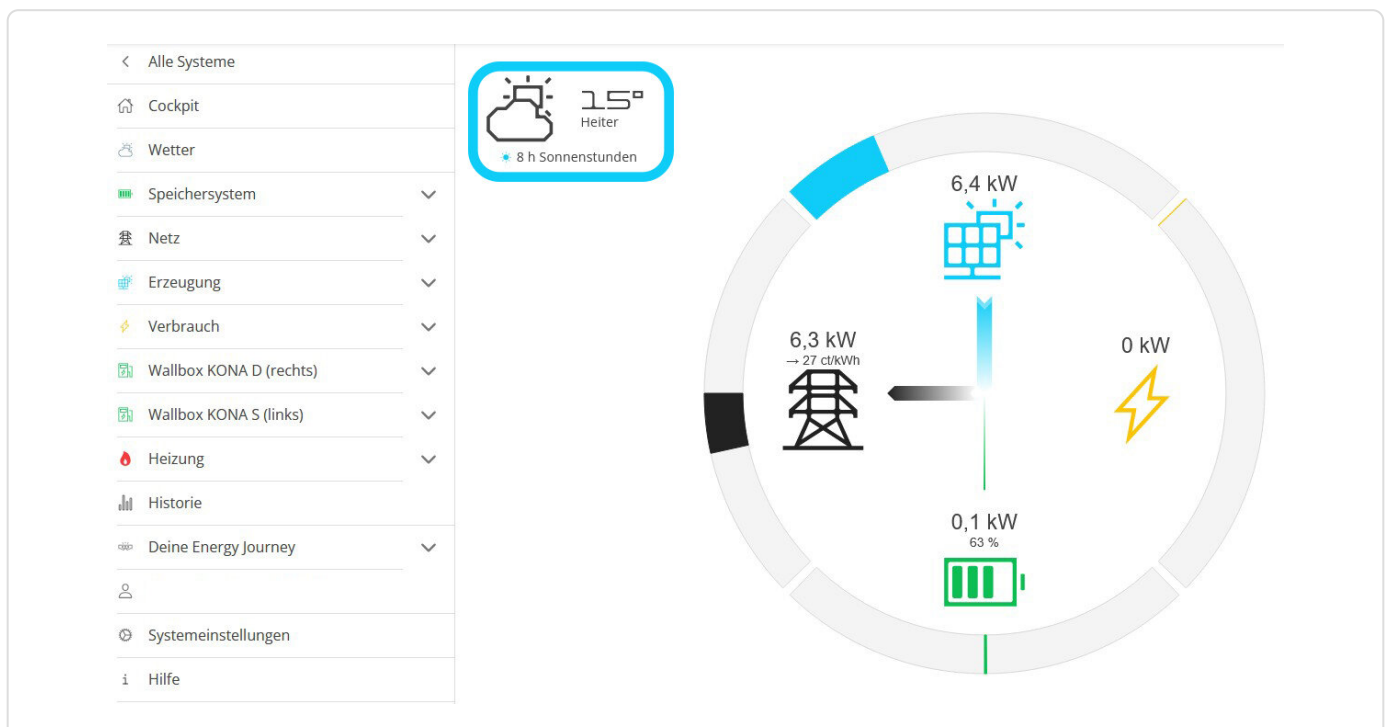 Alle Systeme
Cockpit
Wetter
Speichersystem
Netz
Erzeugung
Verbrauch
Wallbox KONA D (rechts)
Wallbox KONA S (links)
Heizung
Historie
Deine Energy Journey
Systemeinstellungen
Hilfe
15°
Heiter
8 h Sonnenstunden
6,4 kW
6,3 kW
→ 27 ct/kWh
0 kW
0,1 kW
63 %